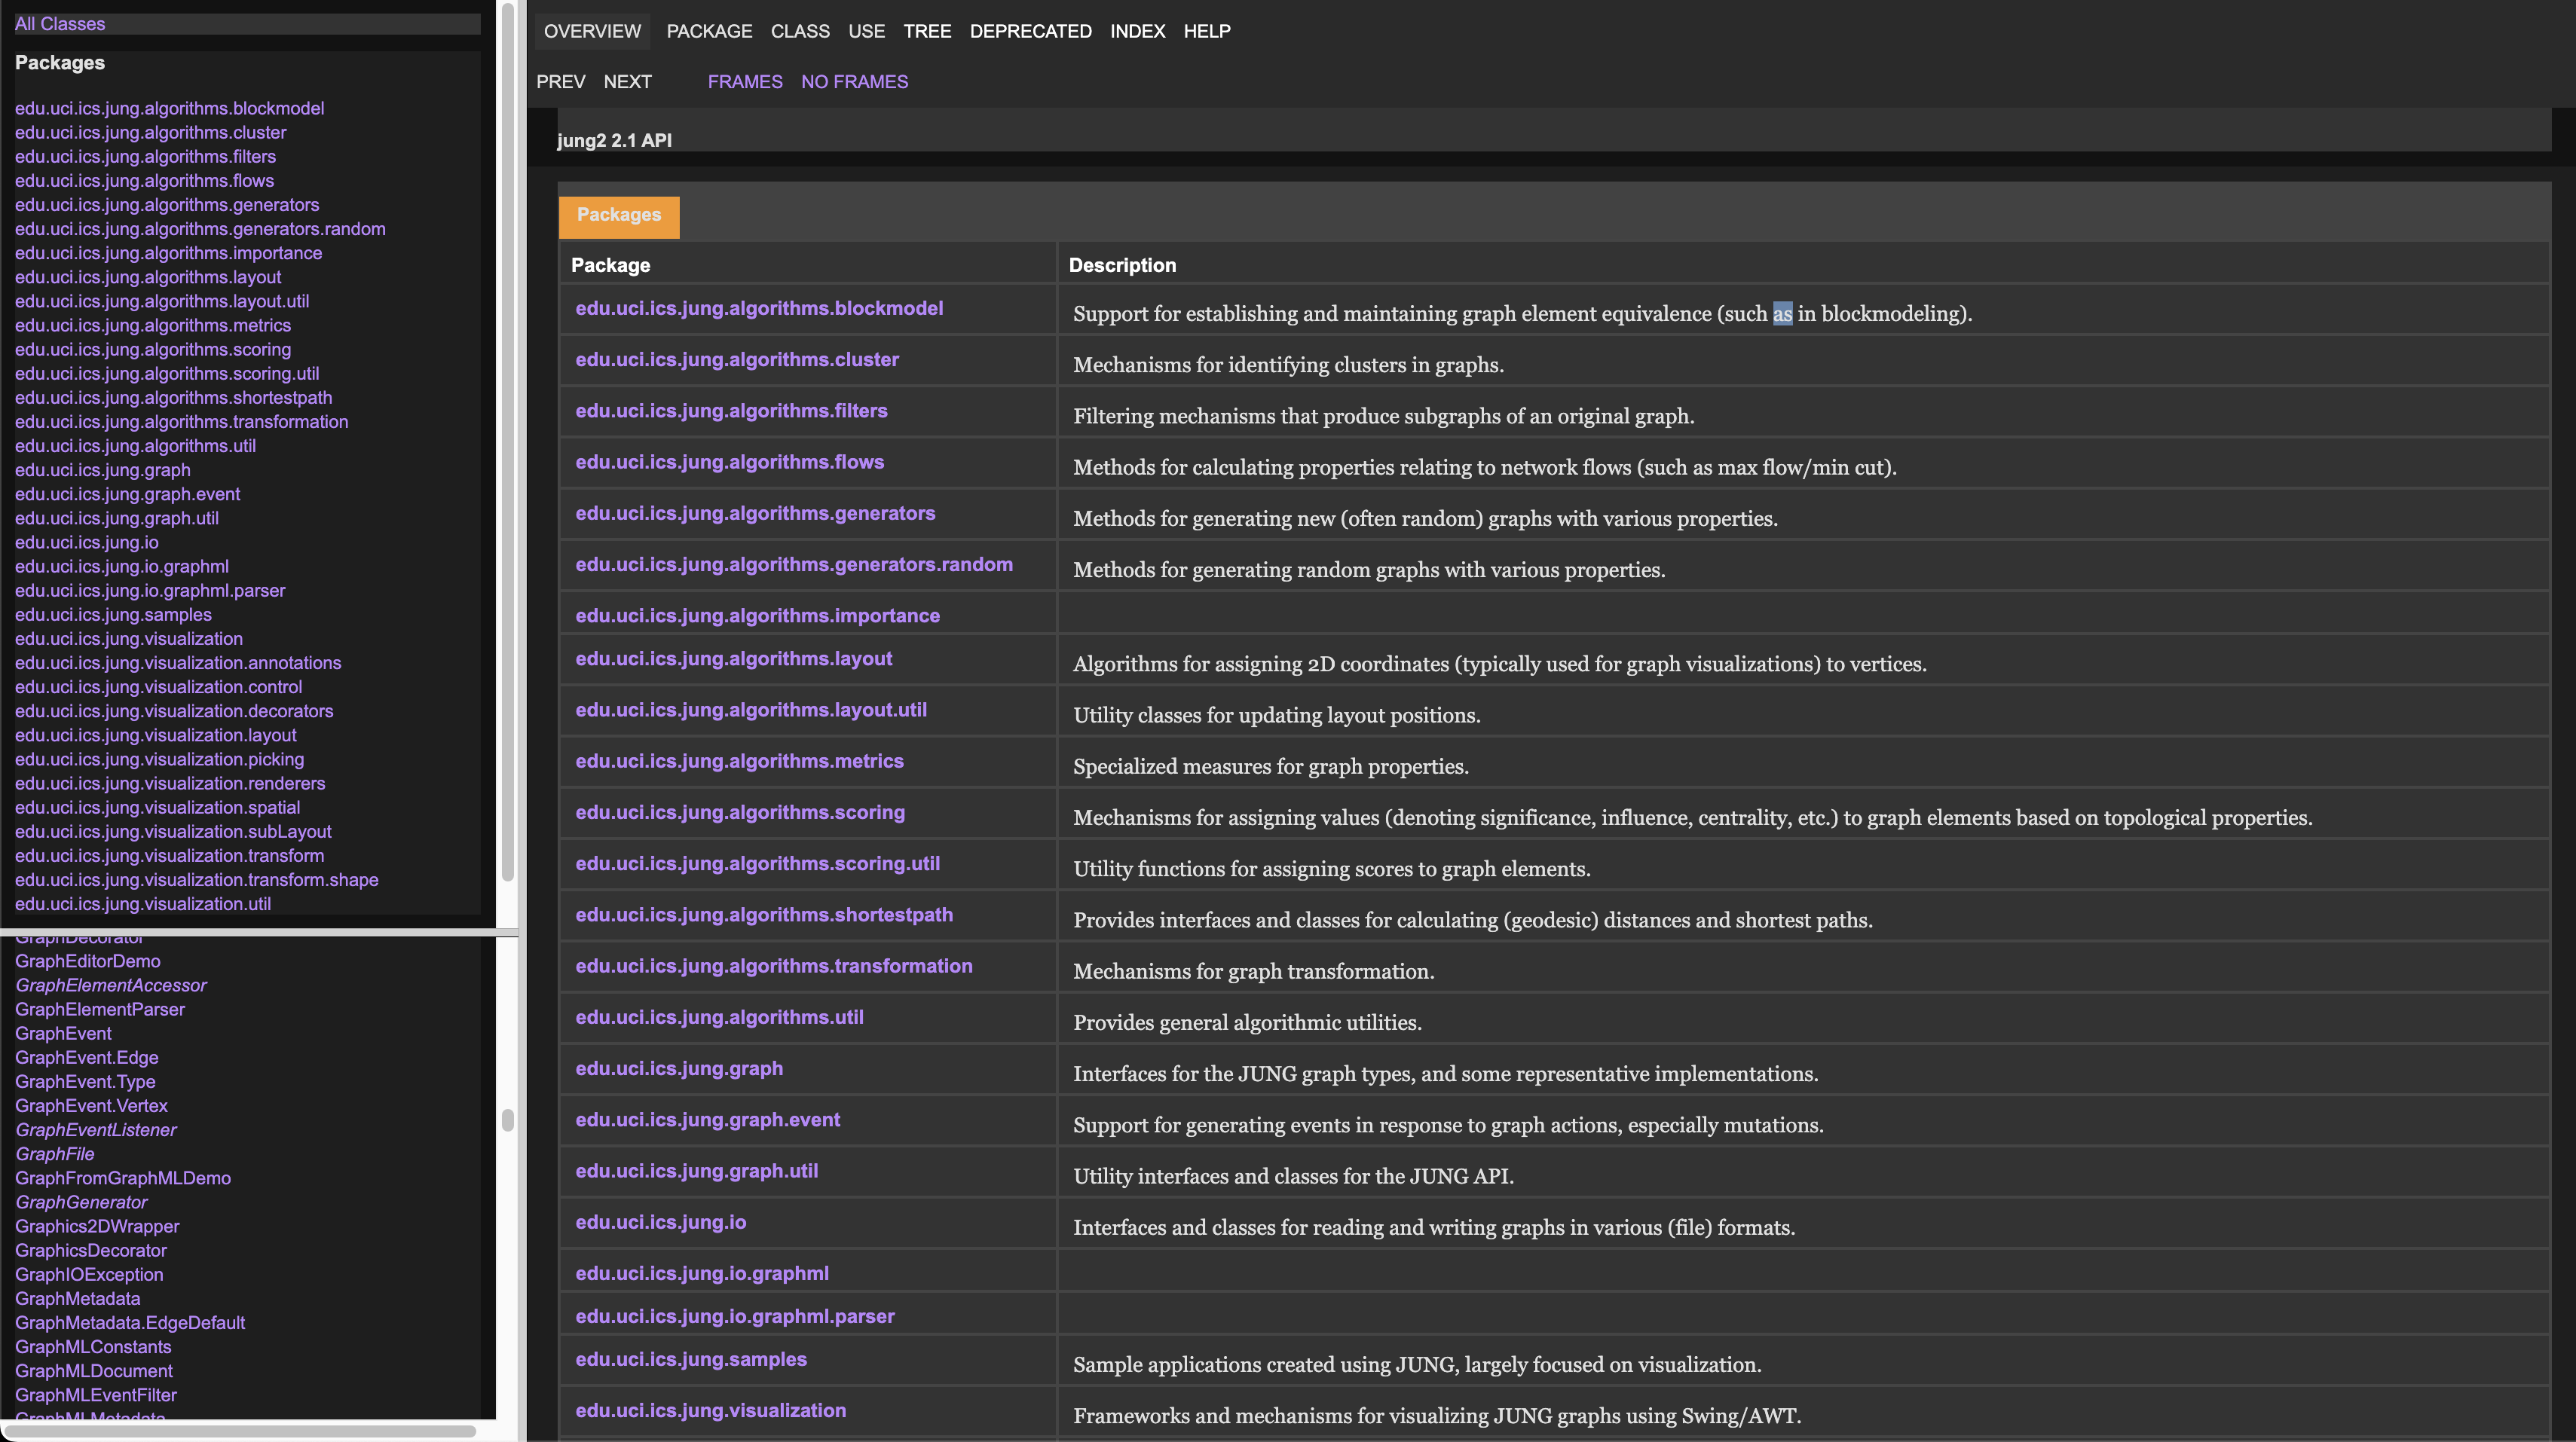 All Classes
Packages
edu.uci.ics.jung.algorithms.blockmodel
edu.uci.ics.jung.algorithms.cluster
edu.uci.ics.jung.algorithms.filters
edu.uci.ics.jung.algorithms.flows
edu.uci.ics.jung.algorithms.generators
edu.uci.ics.jung.algorithms.generators.random
edu.uci.ics.jung.algorithms.importance
edu.uci.ics.jung.algorithms.layout
edu.uci.ics.jung.algorithms.layout.util
edu.uci.ics.jung.algorithms.metrics
edu.uci.ics.jung.algorithms.scoring
edu.uci.ics.jung.algorithms.scoring.util
edu.uci.ics.jung.algorithms.shortestpath
edu.uci.ics.jung.algorithms.transformation
edu.uci.ics.jung.algorithms.util
edu.uci.ics.jung.graph
edu.uci.ics.jung.graph.event
edu.uci.ics.jung.graph.util
edu.uci.ics.jung.io
edu.uci.ics.jung.io.graphml
edu.uci.ics.jung.io.graphml.parser
edu.uci.ics.jung.samples
edu.uci.ics.jung.visualization
edu.uci.ics.jung.visualization.annotations
edu.uci.ics.jung.visualization.control
edu.uci.ics.jung.visualization.decorators
edu.uci.ics.jung.visualization.layout
edu.uci.ics.jung.visualization.picking
edu.uci.ics.jung.visualization.renderers
edu.uci.ics.jung.visualization.spatial
edu.uci.ics.jung.visualization.subLayout
edu.uci.ics.jung.visualization.transform
edu.uci.ics.jung.visualization.transform.shape
edu.uci.ics.jung.visualization.util
GraphDecorator
GraphEditorDemo
GraphElementAccessor
GraphElementParser
GraphEvent
GraphEvent.Edge
GraphEvent.Type
GraphEvent.Vertex
GraphEventListener
GraphFile
GraphFromGraphMLDemo
GraphGenerator
Graphics2DWrapper
GraphicsDecorator
GraphIOException
GraphMetadata
GraphMetadata.EdgeDefault
GraphMLConstants
GraphMLDocument
GraphMLEventFilter
GraphMLMetadata
OVERVIEW PACKAGE CLASS USE TREE DEPRECATED INDEX HELP
PREV NEXT FRAMES NO FRAMES
jung2 2.1 API
Packages
Package Description
edu.uci.ics.jung.algorithms.blockmodel Support for establishing and maintaining graph element equivalence (such as in blockmodeling).
edu.uci.ics.jung.algorithms.cluster Mechanisms for identifying clusters in graphs.
edu.uci.ics.jung.algorithms.filters Filtering mechanisms that produce subgraphs of an original graph.
edu.uci.ics.jung.algorithms.flows Methods for calculating properties relating to network flows (such as max flow/min cut).
edu.uci.ics.jung.algorithms.generators Methods for generating new (often random) graphs with various properties.
edu.uci.ics.jung.algorithms.generators.random Methods for generating random graphs with various properties.
edu.uci.ics.jung.algorithms.importance
edu.uci.ics.jung.algorithms.layout Algorithms for assigning 2D coordinates (typically used for graph visualizations) to vertices.
edu.uci.ics.jung.algorithms.layout.util Utility classes for updating layout positions.
edu.uci.ics.jung.algorithms.metrics Specialized measures for graph properties.
edu.uci.ics.jung.algorithms.scoring Mechanisms for assigning values (denoting significance, influence, centrality, etc.) to graph elements based on topological properties.
edu.uci.ics.jung.algorithms.scoring.util Utility functions for assigning scores to graph elements.
edu.uci.ics.jung.algorithms.shortestpath Provides interfaces and classes for calculating (geodesic) distances and shortest paths.
edu.uci.ics.jung.algorithms.transformation Mechanisms for graph transformation.
edu.uci.ics.jung.algorithms.util Provides general algorithmic utilities.
edu.uci.ics.jung.graph Interfaces for the JUNG graph types, and some representative implementations.
edu.uci.ics.jung.graph.event Support for generating events in response to graph actions, especially mutations.
edu.uci.ics.jung.graph.util Utility interfaces and classes for the JUNG API.
edu.uci.ics.jung.io Interfaces and classes for reading and writing graphs in various (file) formats.
edu.uci.ics.jung.io.graphml
edu.uci.ics.jung.io.graphml.parser
edu.uci.ics.jung.samples Sample applications created using JUNG, largely focused on visualization.
edu.uci.ics.jung.visualization Frameworks and mechanisms for visualizing JUNG graphs using Swing/AWT.